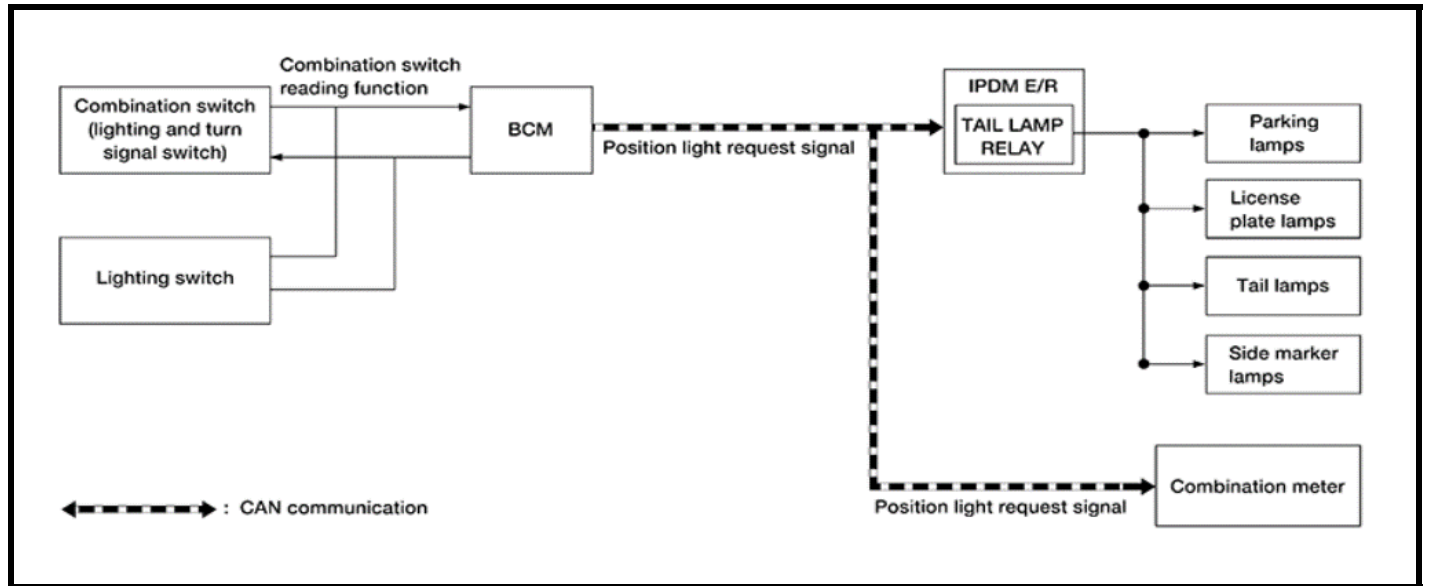 Combination switch
reading function
Combination switch
(lighting and turn
signal switch)
BCM
Position light request signal
IPDM E/R
TAIL LAMP
RELAY
Parking
lamps
License
plate lamps
Lighting switch
Tail lamps
Side marker
lamps
Combination meter
Position light request signal
: CAN communication